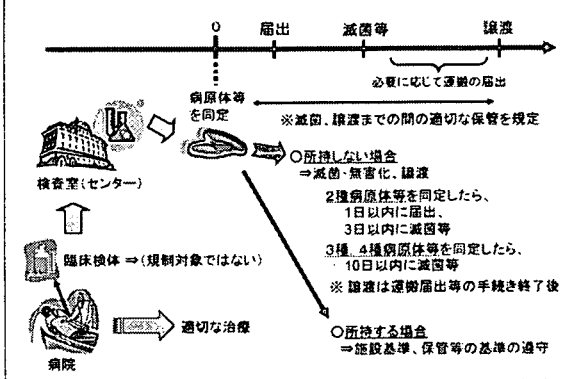 0 届出 滅菌等 譲渡
必要に応じて運搬の届出
病原体等
を同定
※滅菌、譲渡までの間の適切な保管を規定
検査室(センター)
○所持しない場合
⇒滅菌・無害化、譲渡
2種病原体等を同定したら、
1日以内に届出、
3日以内に滅菌等
3種、4種病原体等を同定したら、
10日以内に滅菌等
※ 譲渡は運搬届出等の手続き終了後
臨床検体 ⇒(規制対象ではない)
適切な治療
病院
○所持する場合
⇒施設基準、保管等の基準の遵守